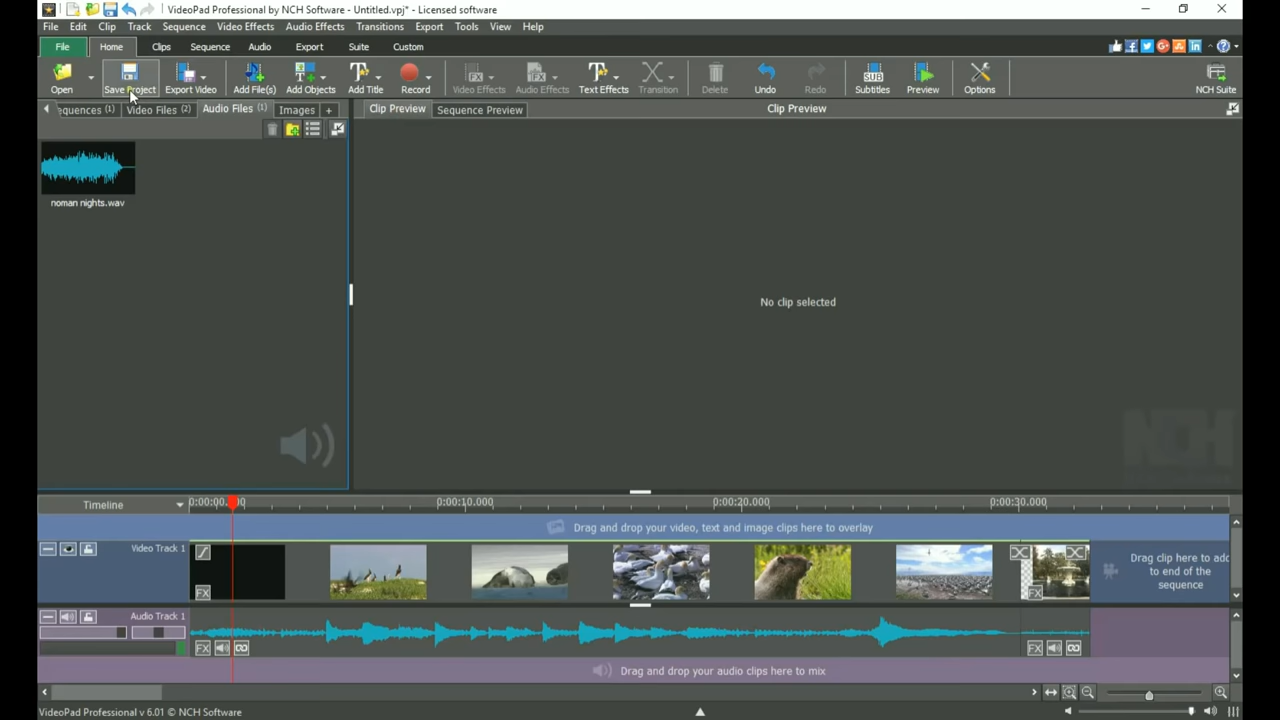 VideoPad Professional by NCH Software - Untitled.vpj* - Licensed software
File Edit Clip Track Sequence Video Effects Audio Effects Transitions Export Tools View Help
File Home Clips Sequence Audio Export Suite Custom
Open Save Project Export Video Add File(s) Add Objects Add Title Record Video Effects Audio Effects Text Effects Transition Delete Undo Redo Subtitles Preview Options NCH Suite
equences (1) Video Files (2) Audio Files (1) Images + Clip Preview Sequence Preview Clip Preview
noman nights.wav
No clip selected
NCH
Timeline 0:00:00.000 0:00:10.000 0:00:20.000 0:00:30.000
Drag and drop your video, text and image clips here to overlay
Video Track 1
FX FX
Drag clip here to add
to end of the
sequence
Audio Track 1
FX FX
Drag and drop your audio clips here to mix
VideoPad Professional v 6.01 © NCH Software